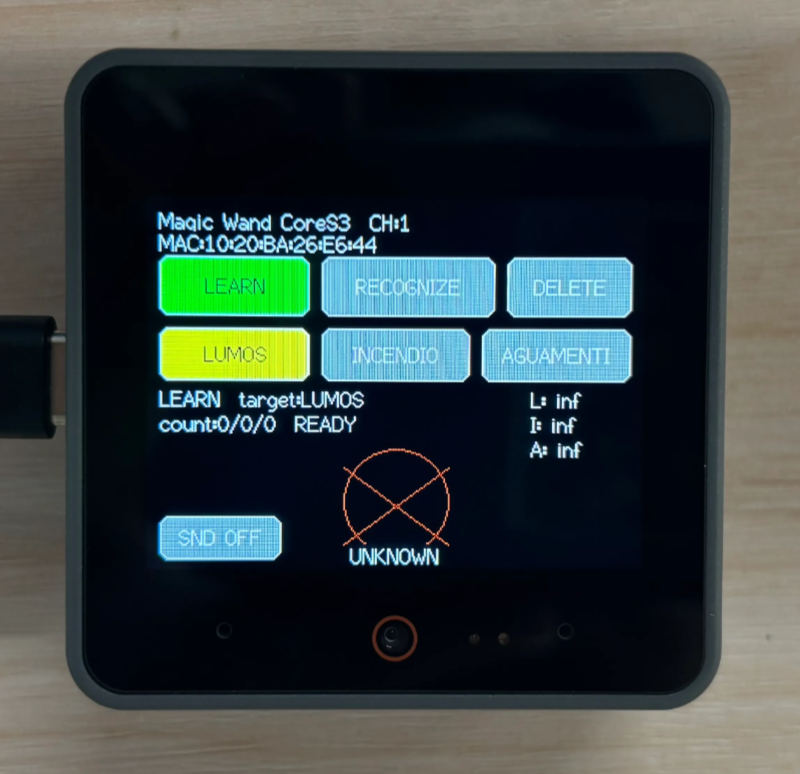 Magic Wand CoreS3 CH:1
MAC:10:20:BA:26:E6:44
LEARN RECOGNIZE DELETE
LUMOS INCENDIO AGUAMENTI
LEARN target:LUMOS L: inf
count:0/0/0 READY I: inf
A: inf
SND OFF
UNKNOWN